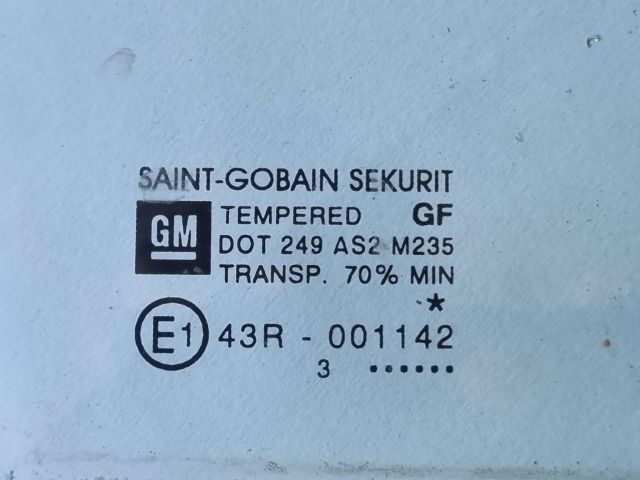 SAINT-GOBAIN SEKURIT
GM
TEMPERED GF
DOT 249 AS2 M235
TRANSP. 70% MIN
*
E1 43R - 001142
3 ••••••